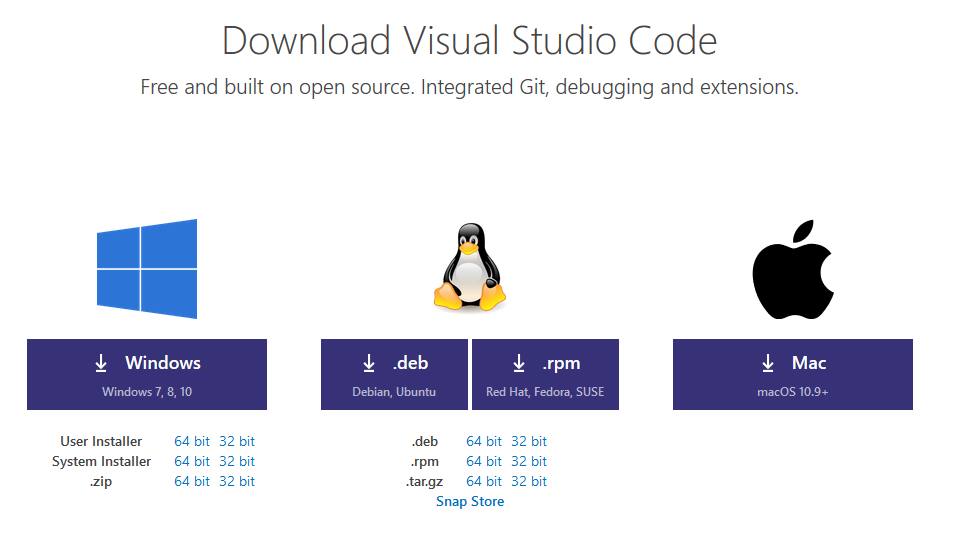 Download Visual Studio Code
Free and built on open source. Integrated Git, debugging and extensions.
Windows
Windows 7, 8, 10
User Installer 64 bit 32 bit
System Installer 64 bit 32 bit
.zip 64 bit 32 bit
.deb
Debian, Ubuntu
.rpm
Red Hat, Fedora, SUSE
.deb 64 bit 32 bit
.rpm 64 bit 32 bit
.tar.gz 64 bit 32 bit
Snap Store
Mac
macOS 10.9+